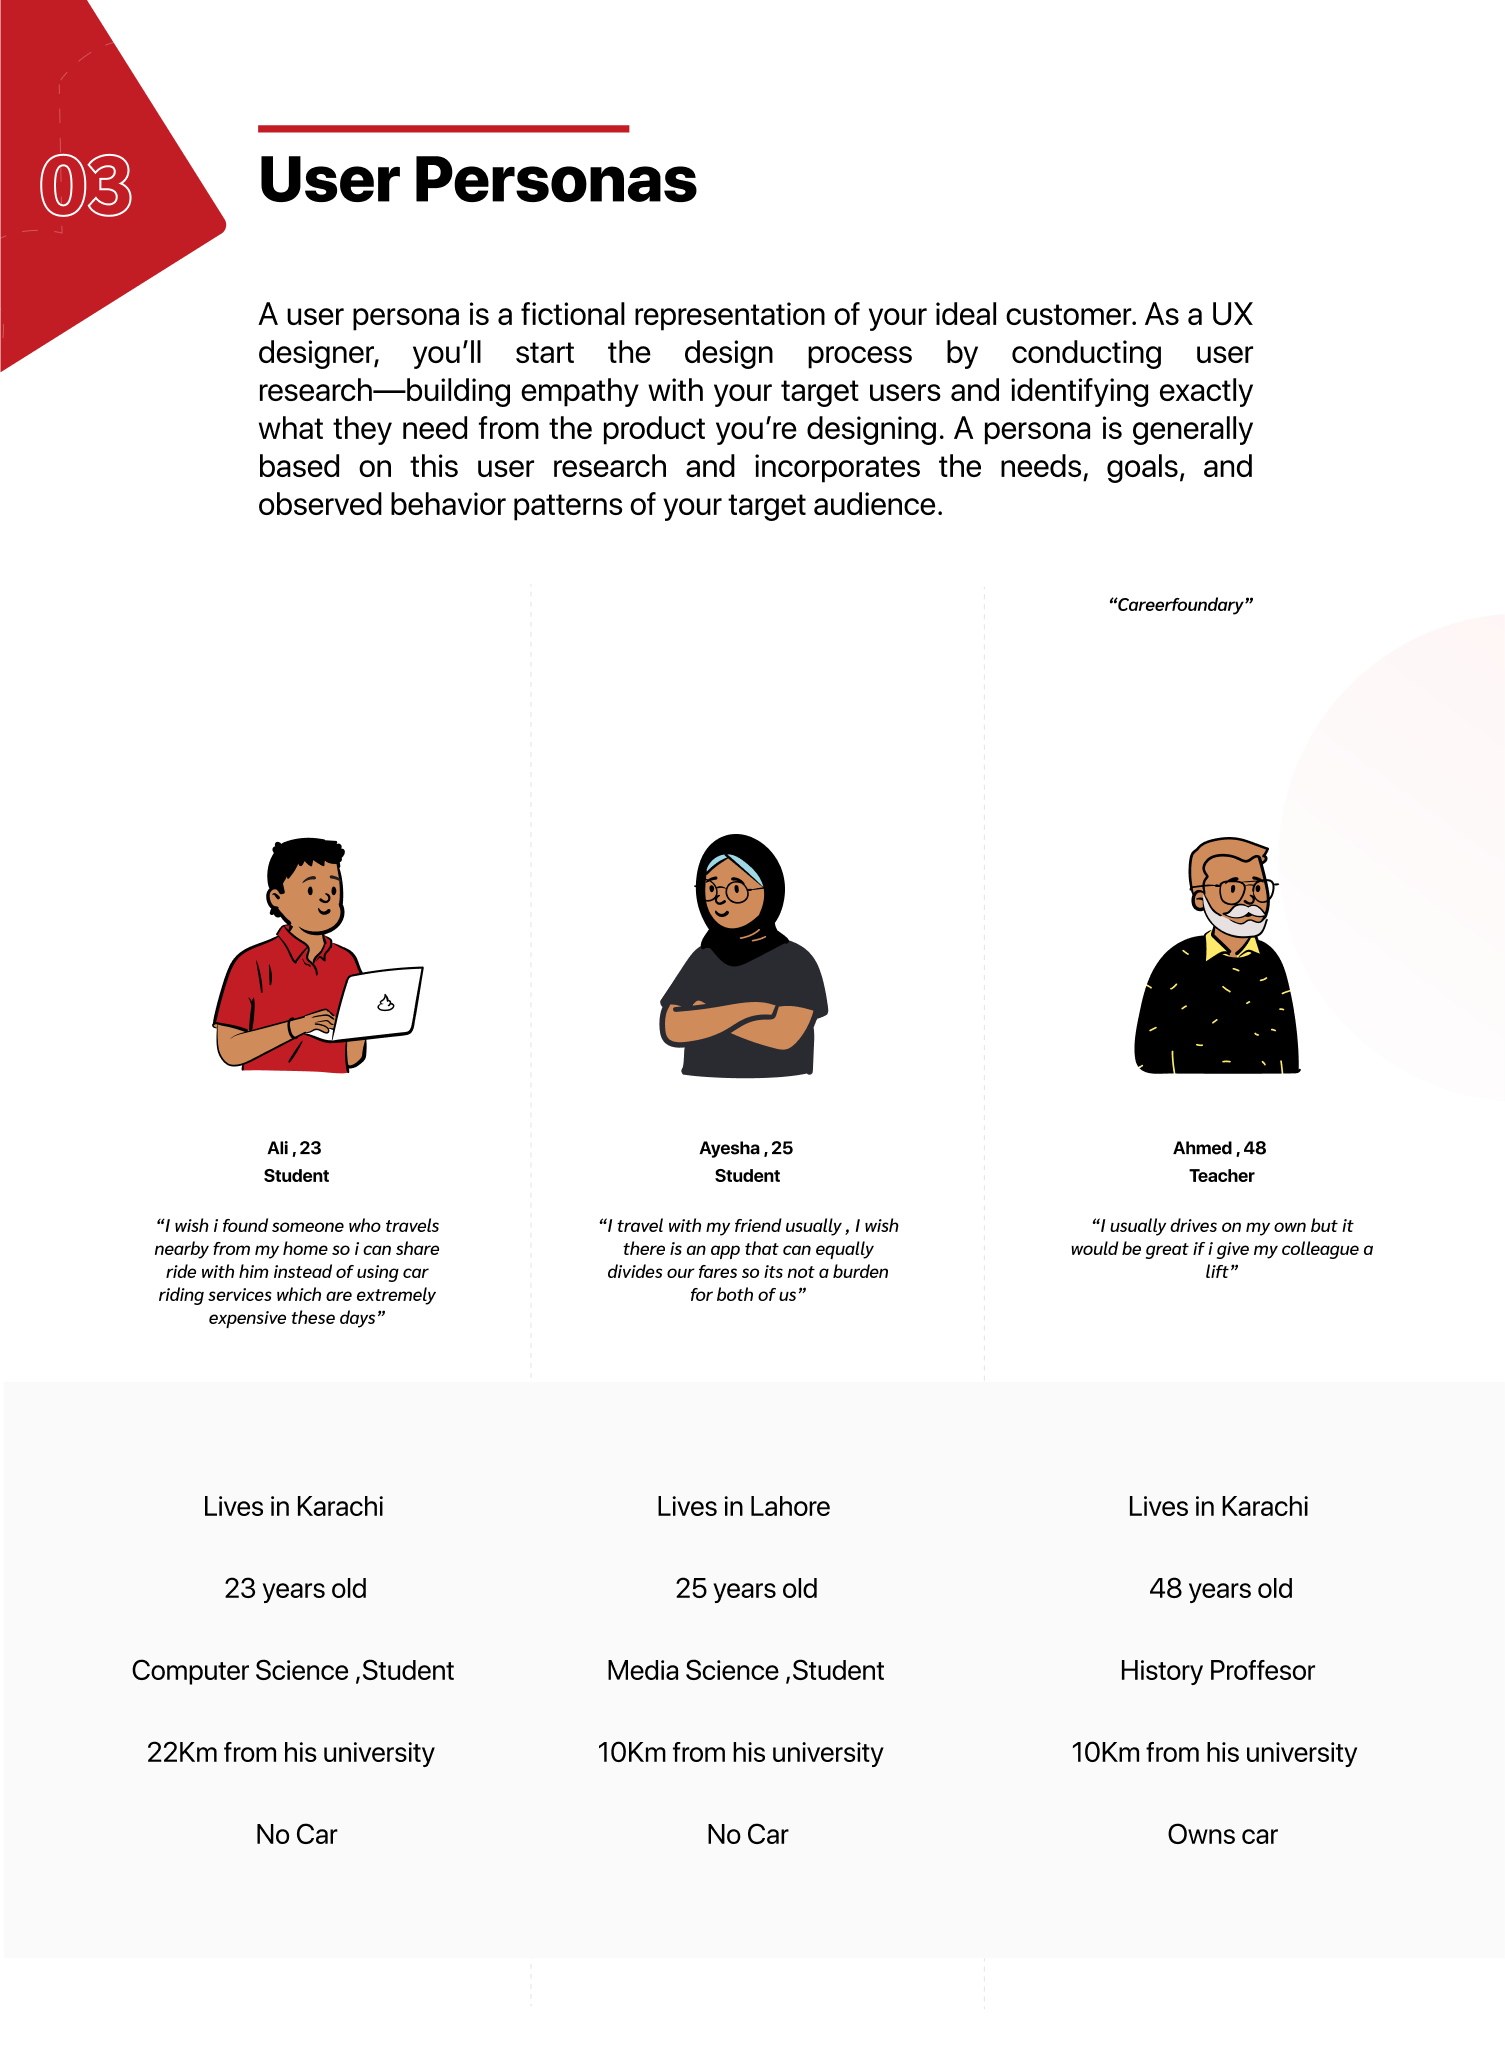 03
User Personas
A user persona is a fictional representation of your ideal customer. As a UX
designer, you’ll start the design process by conducting user
research—building empathy with your target users and identifying exactly
what they need from the product you’re designing. A persona is generally
based on this user research and incorporates the needs, goals, and
observed behavior patterns of your target audience.
“Careerfoundary”
Ali , 23
Student
“I wish i found someone who travels
nearby from my home so i can share
ride with him instead of using car
riding services which are extremely
expensive these days”
Ayesha , 25
Student
“I travel with my friend usually , I wish
there is an app that can equally
divides our fares so its not a burden
for both of us”
Ahmed , 48
Teacher
“I usually drives on my own but it
would be great if i give my colleague a
lift”
Lives in Karachi
23 years old
Computer Science ,Student
22Km from his university
No Car
Lives in Lahore
25 years old
Media Science ,Student
10Km from his university
No Car
Lives in Karachi
48 years old
History Proffesor
10Km from his university
Owns car